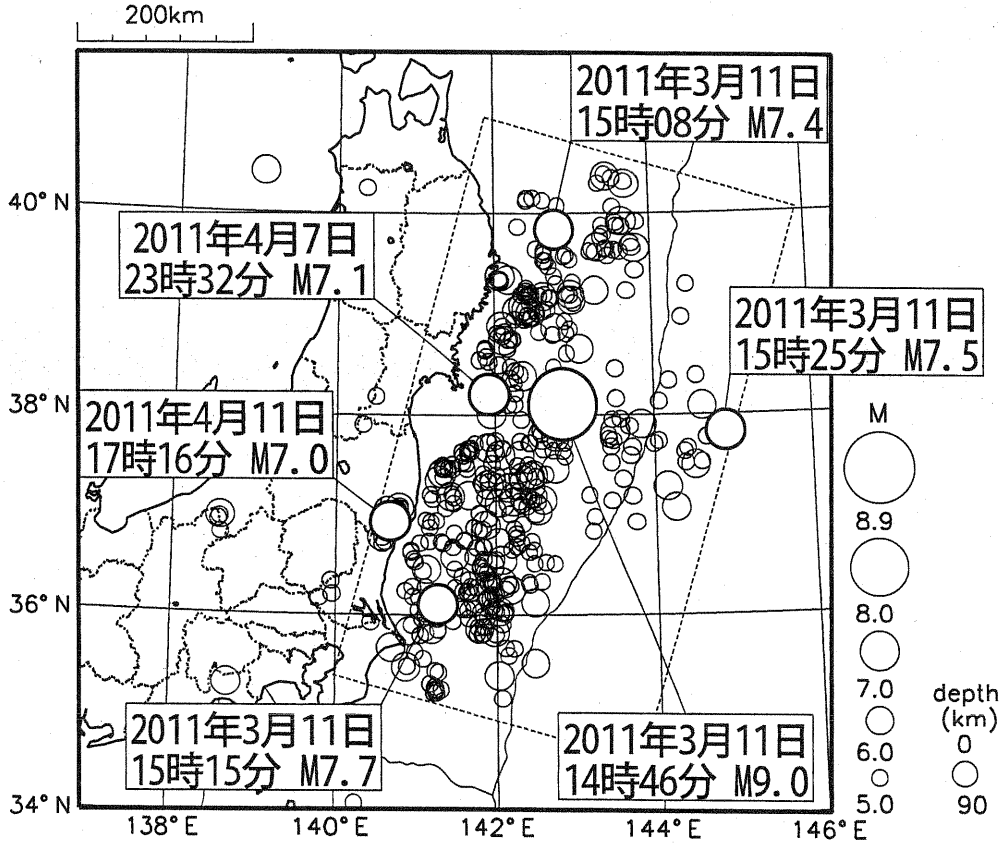 200km
2011年3月11日
15時08分 M7.4
40°N
2011年4月7日
23時32分 M7.1
2011年3月11日
15時25分 M7.5
38°N
2011年4月11日
17時16分 M7.0
M
8.9
8.0
36°N
7.0
depth
(km)
6.0
0
5.0
90
2011年3月11日
15時15分 M7.7
2011年3月11日
14時46分 M9.0
34°N
138°E
140°E
142°E
144°E
146°E